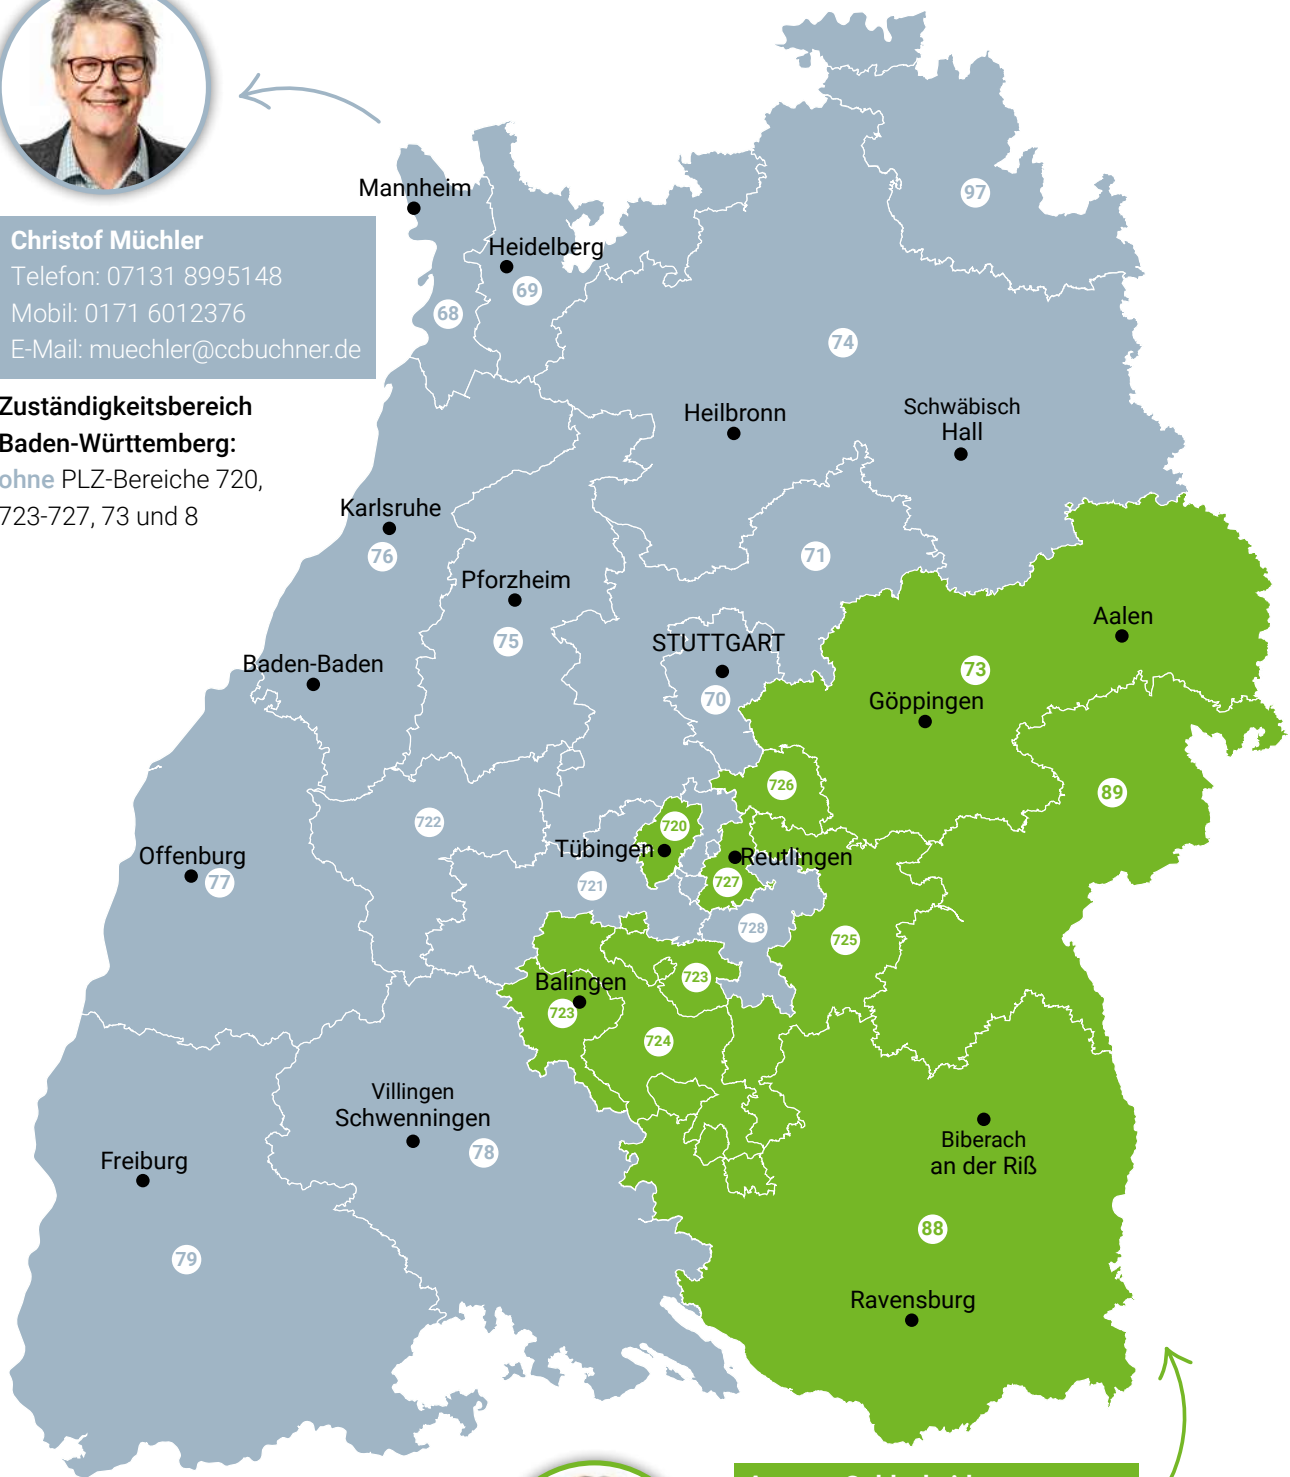 Christof Müchler
Telefon: 07131 8995148
Mobil: 0171 6012376
E-Mail: muechler@ccbuchner.de
Zuständigkeitsbereich
Baden-Württemberg:
ohne PLZ-Bereiche 720,
723-727, 73 und 8
Mannheim
97
Heidelberg
69
68
74
Heilbronn
Schwäbisch
Hall
Karlsruhe
76
71
Pforzheim
75
Aalen
STUTTGART
70
Baden-Baden
73
Göppingen
726
89
722
720
Tübingen
Reutlingen
Offenburg
77
721
727
728
725
Balingen
723
723
724
Villingen
Schwenningen
78
Biberach
an der Riß
Freiburg
79
88
Ravensburg